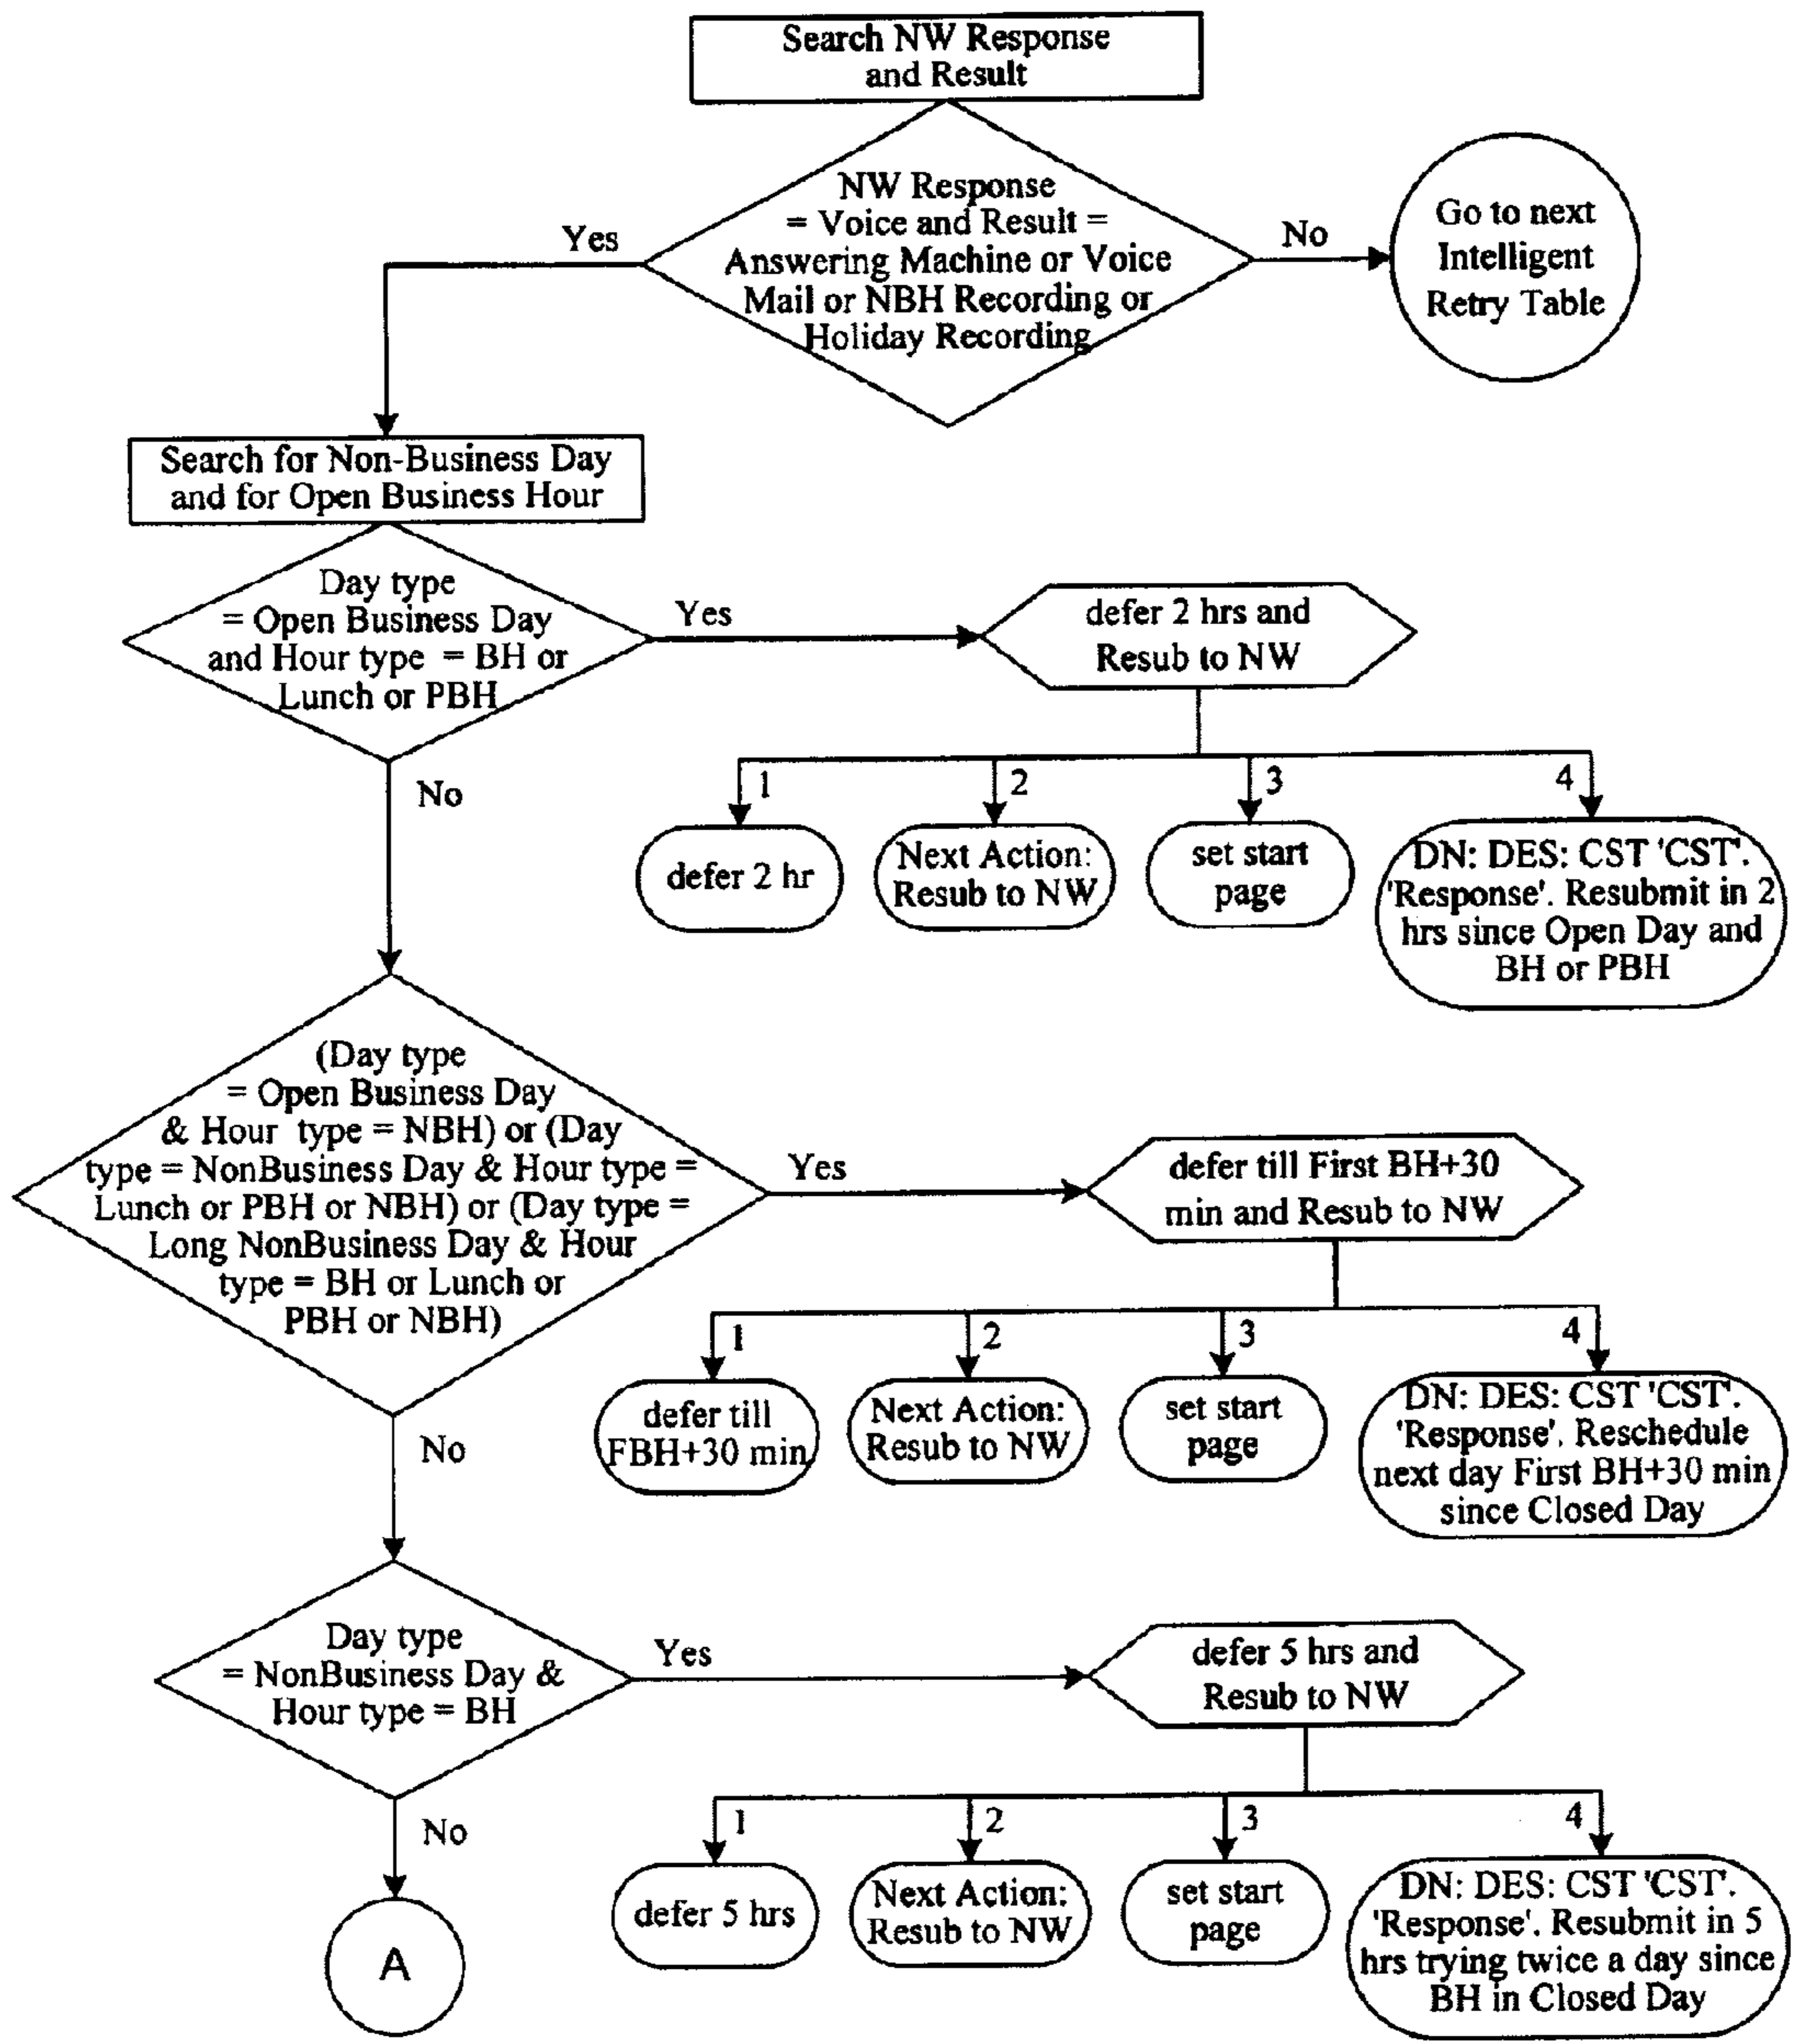 Search NW Response
and Result
NW Response
= Voice and Result =
Answering Machine or Voice
Mail or NBH Recording or
Holiday Recording
Yes
No
Go to next
Intelligent
Retry Table
Search for Non-Business Day
and for Open Business Hour
Day type
= Open Business Day
and Hour type = BH or
Lunch or PBH
Yes
defer 2 hrs and
Resub to NW
No
1
2
3
4
defer 2 hr
Next Action:
Resub to NW
set start
page
DN: DES: CST 'CST'.
'Response'. Resubmit in 2
hrs since Open Day and
BH or PBH
(Day type
= Open Business Day
& Hour type = NBH) or (Day
type = NonBusiness Day & Hour type =
Lunch or PBH or NBH) or (Day type =
Long NonBusiness Day & Hour
type = BH or Lunch or
PBH or NBH)
Yes
defer till First BH+30
min and Resub to NW
No
1
2
3
4
defer till
FBH+30 min
Next Action:
Resub to NW
set start
page
DN: DES: CST 'CST'.
'Response'. Reschedule
next day First BH+30 min
since Closed Day
Day type
= NonBusiness Day &
Hour type = BH
Yes
defer 5 hrs and
Resub to NW
No
1
2
3
4
defer 5 hrs
Next Action:
Resub to NW
set start
page
DN: DES: CST 'CST'.
'Response'. Resubmit in 5
hrs trying twice a day since
BH in Closed Day
A